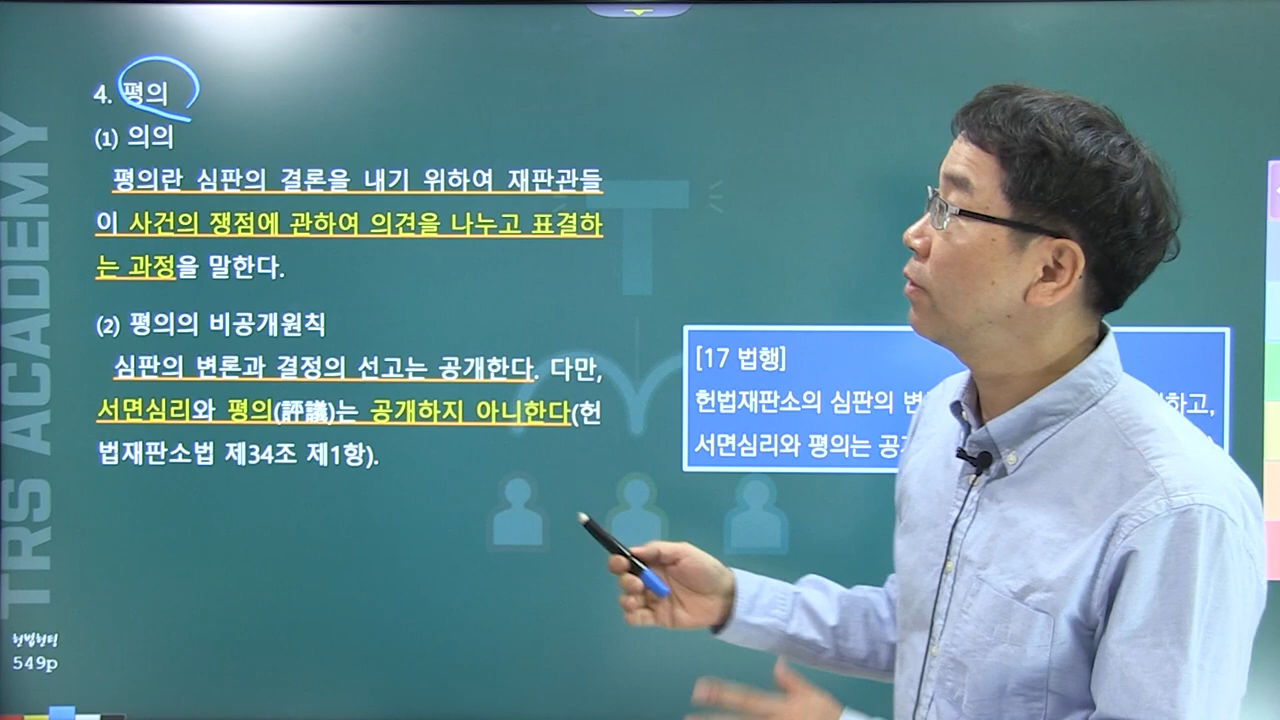 4. 평의
(1) 의의
평의란 심판의 결론을 내기 위하여 재판관들
이 사건의 쟁점에 관하여 의견을 나누고 표결하
는 과정을 말한다.
(2) 평의의 비공개원칙
심판의 변론과 결정의 선고는 공개한다. 다만,
서면심리와 평의(評議)는 공개하지 아니한다(헌
법재판소법 제34조 제1항).
[17 법행]
헌법재판소의 심판의 하고,
서면심리와 평의는
TRS ACADEMY
헌법헌팅
549p